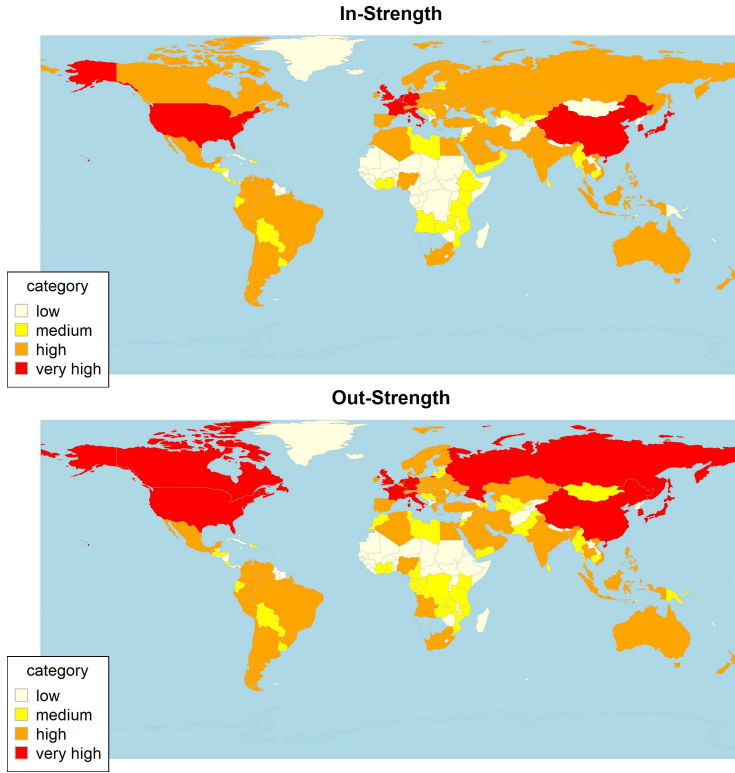 In-Strength
category
low
medium
high
very high
Out-Strength
category
low
medium
high
very high